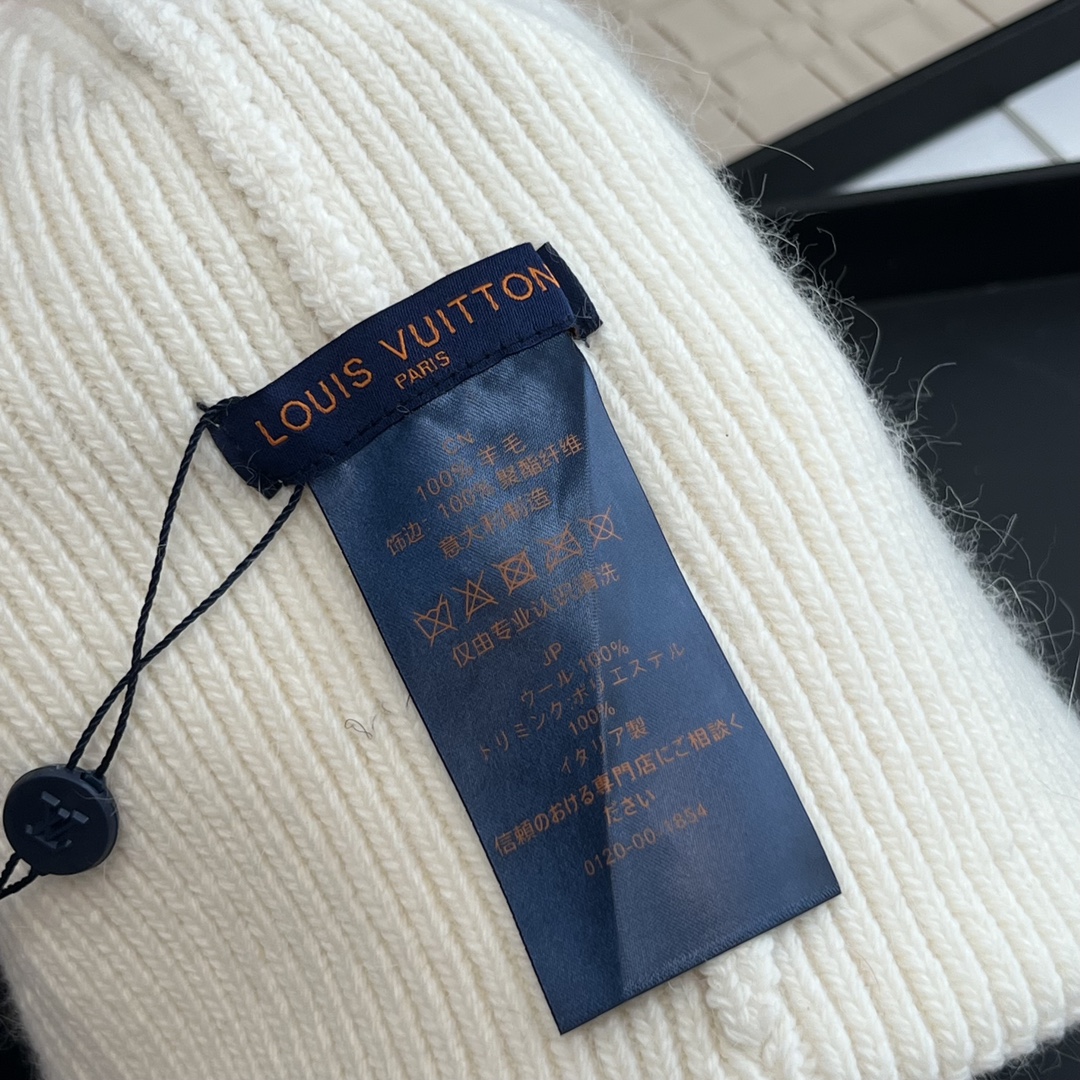 LOUIS VUITTON
PARIS
CN
100% 羊毛
饰边- 100% 聚酯纤维
意大利制造
仅由专业认识清洗
JP
ウール 100%
トリミング:ポリエステル
100%
イタリア製
信頼のおける専門店にご相談く
ださい
0120-00-1854
LV